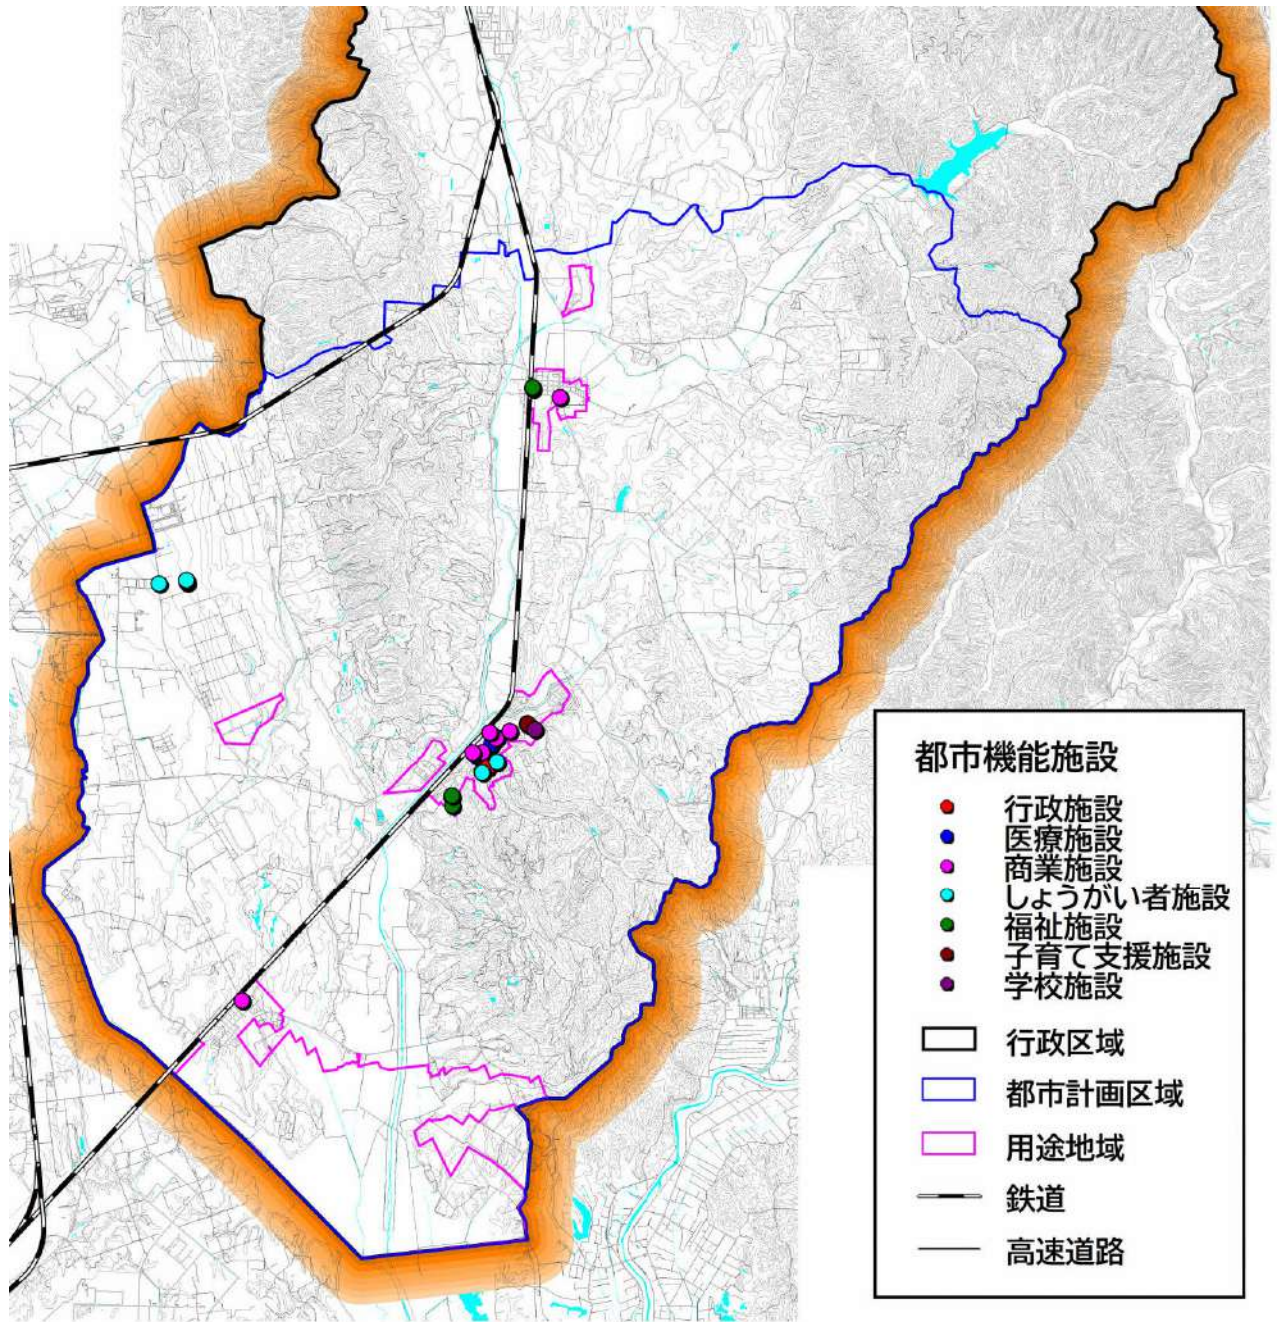 都市機能施設
行政施設
医療施設
商業施設
しょうがい者施設
福祉施設
子育て支援施設
学校施設
行政区域
都市計画区域
用途地域
鉄道
高速道路